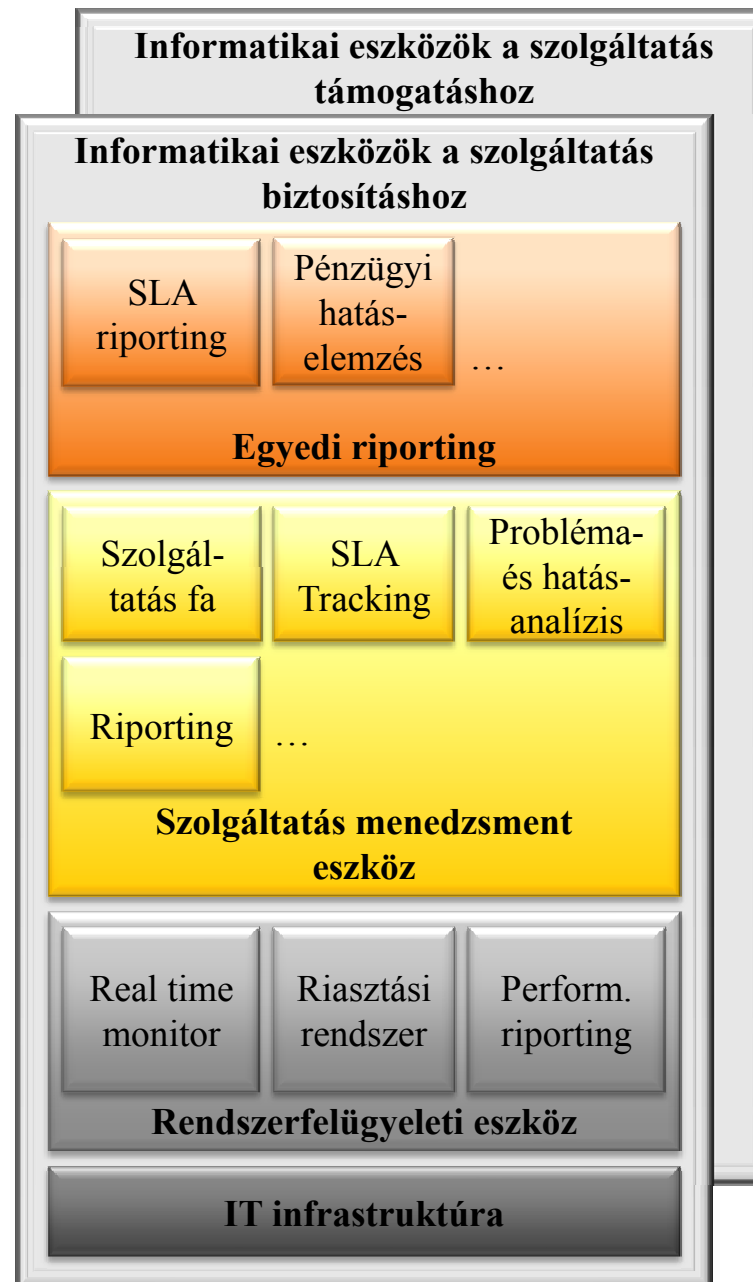 Informatikai eszközök a szolgáltatás
támogatáshoz
Informatikai eszközök a szolgáltatás
biztosításhoz
SLA
riporting
Pénzügyi
hatás-
elemzés
…
Egyedi riporting
Szolgál-
tatás fa
SLA
Tracking
Probléma-
és hatás-
analízis
Riporting
…
Szolgáltatás menedzsment
eszköz
Real time
monitor
Riasztási
rendszer
Perform.
riporting
Rendszerfelügyeleti eszköz
IT infrastruktúra